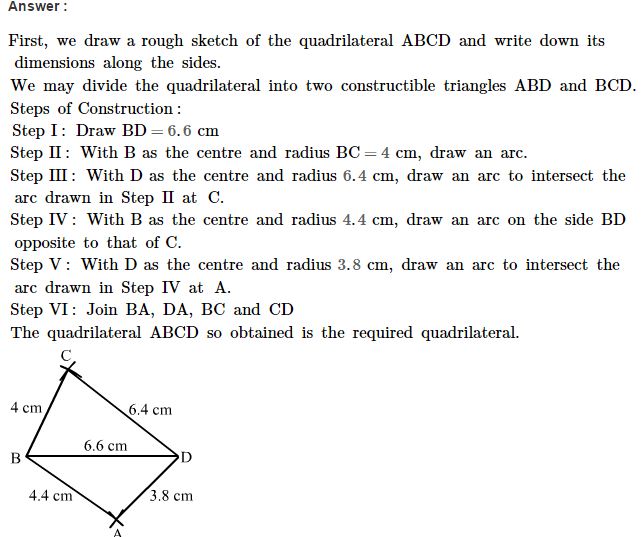 Answer :
First, we draw a rough sketch of the quadrilateral ABCD and write down its
dimensions along the sides.
We may divide the quadrilateral into two constructible triangles ABD and BCD.
Steps of Construction :
Step I : Draw BD = 6.6 cm
Step II : With B as the centre and radius BC = 4 cm, draw an arc.
Step III : With D as the centre and radius 6.4 cm, draw an arc to intersect the
arc drawn in Step II at C.
Step IV : With B as the centre and radius 4.4 cm, draw an arc on the side BD
opposite to that of C.
Step V : With D as the centre and radius 3.8 cm, draw an arc to intersect the
arc drawn in Step IV at A.
Step VI : Join BA, DA, BC and CD
The quadrilateral ABCD so obtained is the required quadrilateral.
C
4 cm
6.4 cm
6.6 cm
B
D
4.4 cm
3.8 cm
A